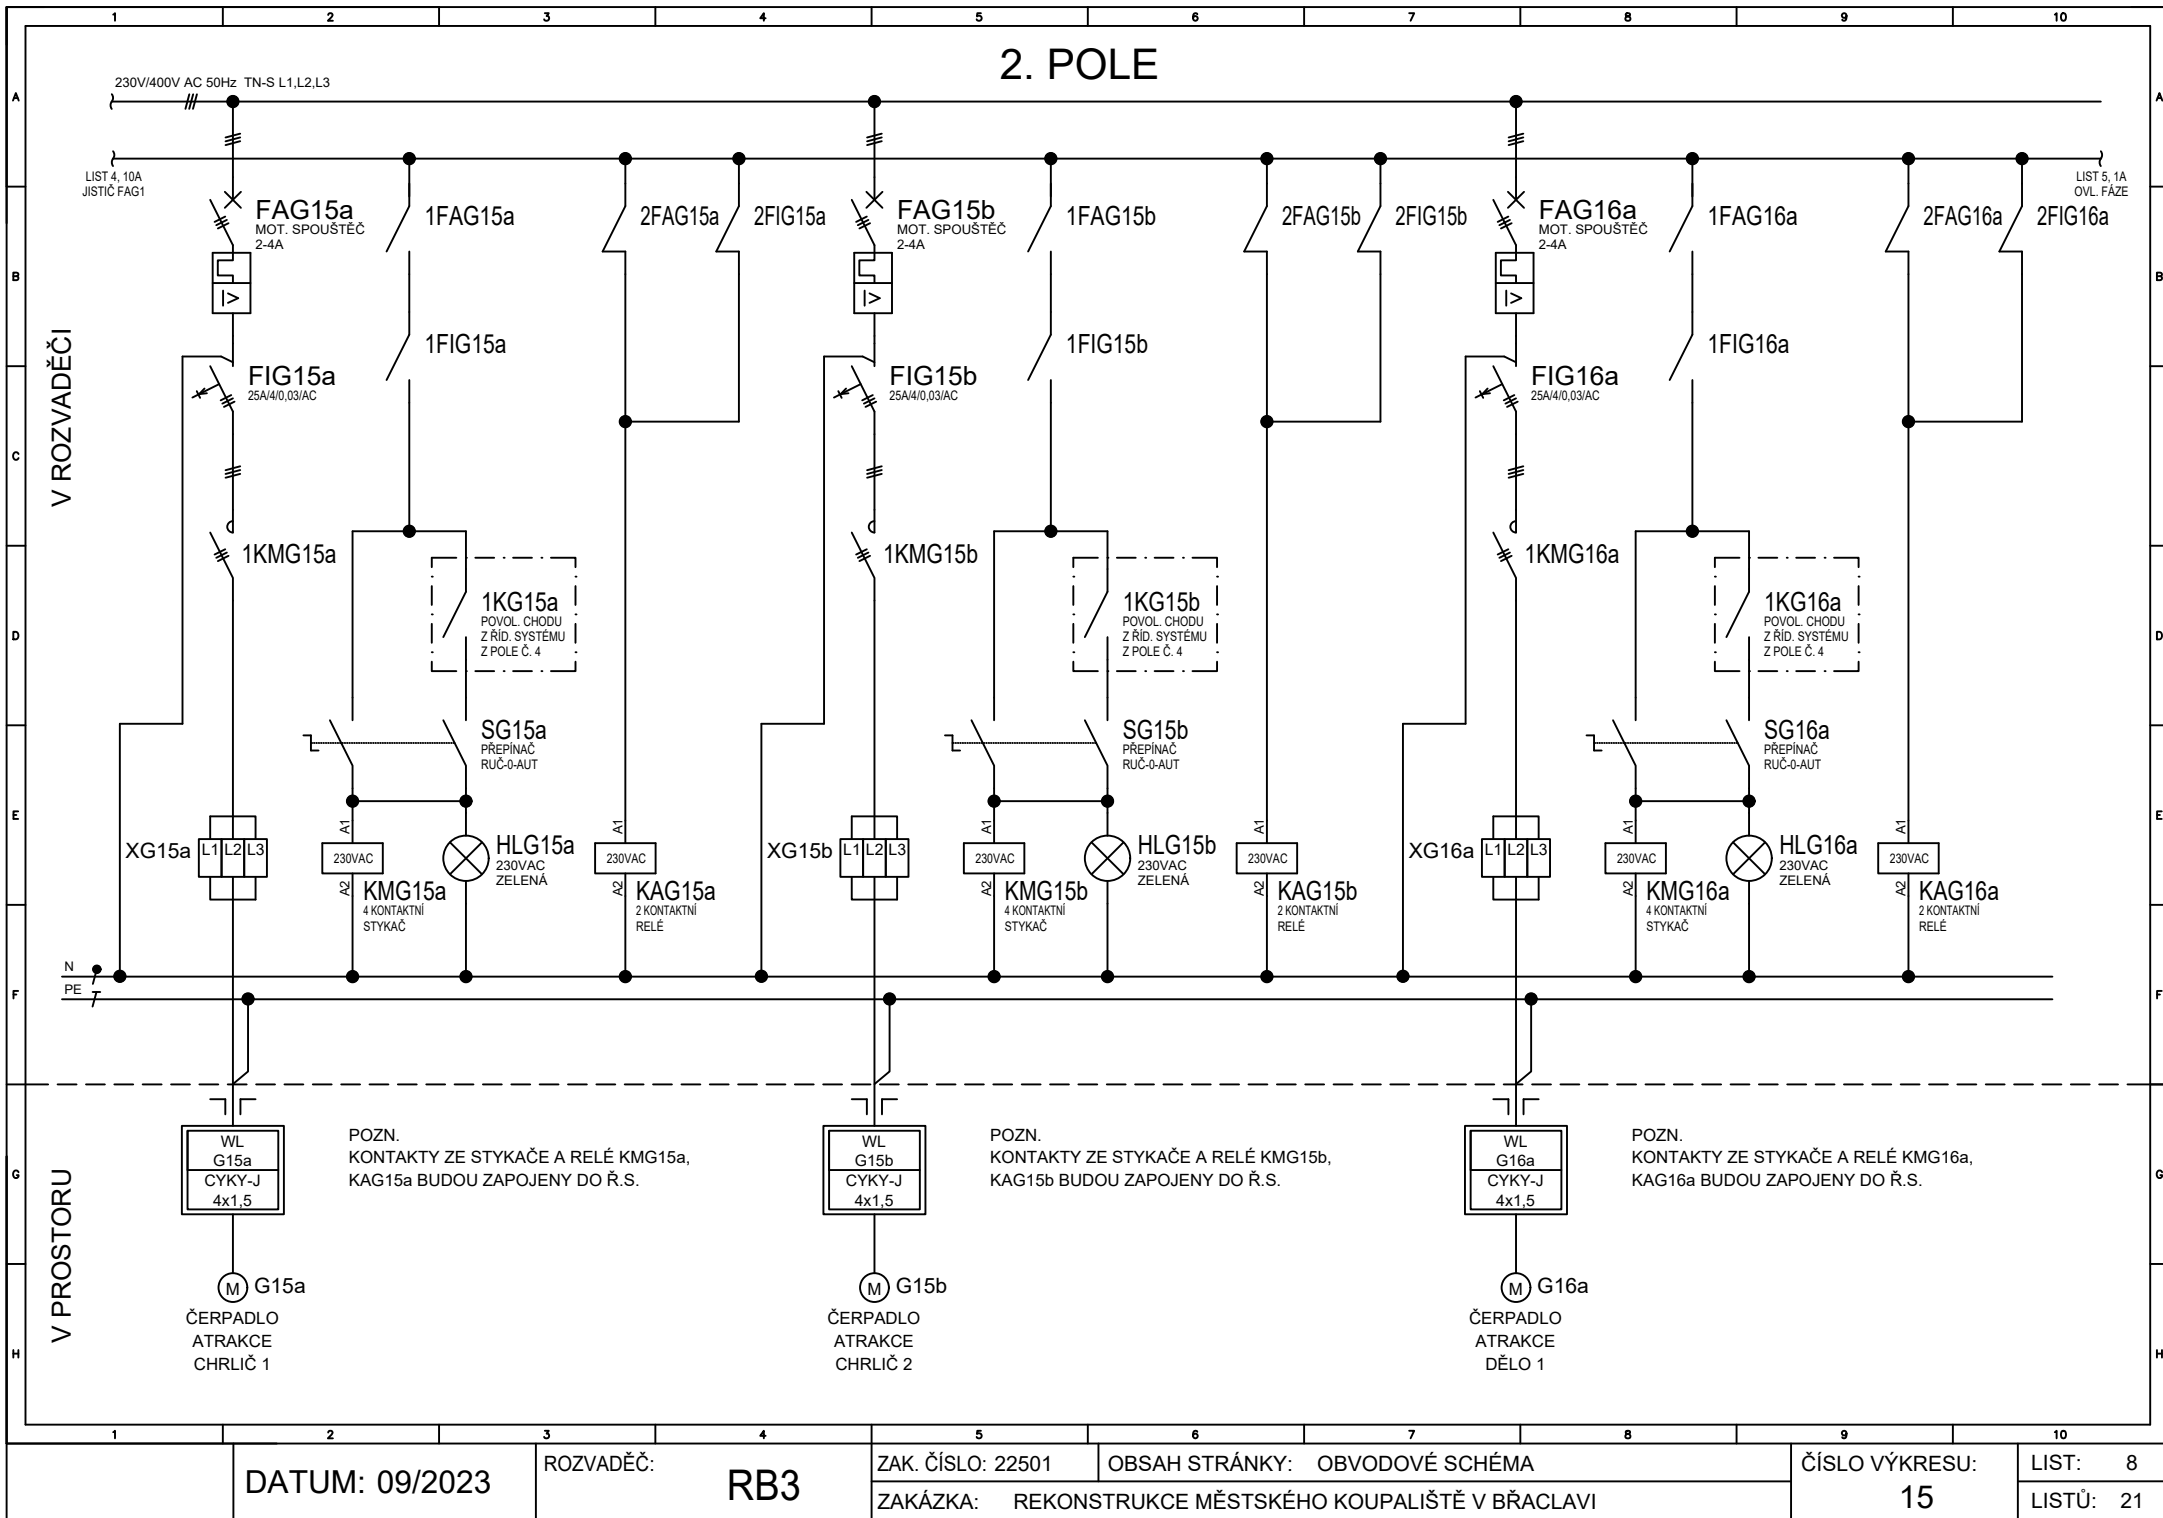 1 2 3 4 5 6 7 8 9 10
2. POLE
230V/400V AC 50Hz TN-S L1,L2,L3
A A
LIST 4, 10A
JISTIČ FAG1
LIST 5, 1A
OVL. FÁZE
FAG15a
MOT. SPOUŠTĚČ
2-4A
1FAG15a
2FAG15a
2FIG15a
FAG15b
MOT. SPOUŠTĚČ
2-4A
1FAG15b
2FAG15b
2FIG15b
FAG16a
MOT. SPOUŠTĚČ
2-4A
1FAG16a
2FAG16a
2FIG16a
B B
I>
I>
I>
V ROZVADĚČI
1FIG15a
1FIG15b
1FIG16a
FIG15a
25A/4/0,03/AC
FIG15b
25A/4/0,03/AC
FIG16a
25A/4/0,03/AC
C C
1KMG15a
1KMG15b
1KMG16a
1KG15a
POVOL. CHODU
Z ŘÍD. SYSTÉMU
Z POLE Č. 4
1KG15b
POVOL. CHODU
Z ŘÍD. SYSTÉMU
Z POLE Č. 4
1KG16a
POVOL. CHODU
Z ŘÍD. SYSTÉMU
Z POLE Č. 4
D D
SG15a
PŘEPÍNAČ
RUČ-0-AUT
SG15b
PŘEPÍNAČ
RUČ-0-AUT
SG16a
PŘEPÍNAČ
RUČ-0-AUT
E E
XG15a L1 L2 L3
A1
230VAC
A2
KMG15a
4 KONTAKTNÍ
STYKAČ
HLG15a
230VAC
ZELENÁ
A1
230VAC
A2
KAG15a
2 KONTAKTNÍ
RELÉ
XG15b L1 L2 L3
A1
230VAC
A2
KMG15b
4 KONTAKTNÍ
STYKAČ
HLG15b
230VAC
ZELENÁ
A1
230VAC
A2
KAG15b
2 KONTAKTNÍ
RELÉ
XG16a L1 L2 L3
A1
230VAC
A2
KMG16a
4 KONTAKTNÍ
STYKAČ
HLG16a
230VAC
ZELENÁ
A1
230VAC
A2
KAG16a
2 KONTAKTNÍ
RELÉ
N
PE
F F
V PROSTORU
WL
G15a
CYKY-J
4x1,5
POZN.
KONTAKTY ZE STYKAČE A RELÉ KMG15a,
KAG15a BUDOU ZAPOJENY DO Ř.S.
WL
G15b
CYKY-J
4x1,5
POZN.
KONTAKTY ZE STYKAČE A RELÉ KMG15b,
KAG15b BUDOU ZAPOJENY DO Ř.S.
WL
G16a
CYKY-J
4x1,5
POZN.
KONTAKTY ZE STYKAČE A RELÉ KMG16a,
KAG16a BUDOU ZAPOJENY DO Ř.S.
G G
M G15a
ČERPADLO
ATRAKCE
CHRLIČ 1
M G15b
ČERPADLO
ATRAKCE
CHRLIČ 2
M G16a
ČERPADLO
ATRAKCE
DĚLO 1
H H
1 2 3 4 5 6 7 8 9 10
DATUM: 09/2023
ROZVADĚČ:
RB3
ZAK. ČÍSLO: 22501
OBSAH STRÁNKY: OBVODOVÉ SCHÉMA
ZAKÁZKA: REKONSTRUKCE MĚSTSKÉHO KOUPALIŠTĚ V BŘACLAVI
ČÍSLO VÝKRESU:
15
LIST: 8
LISTŮ: 21